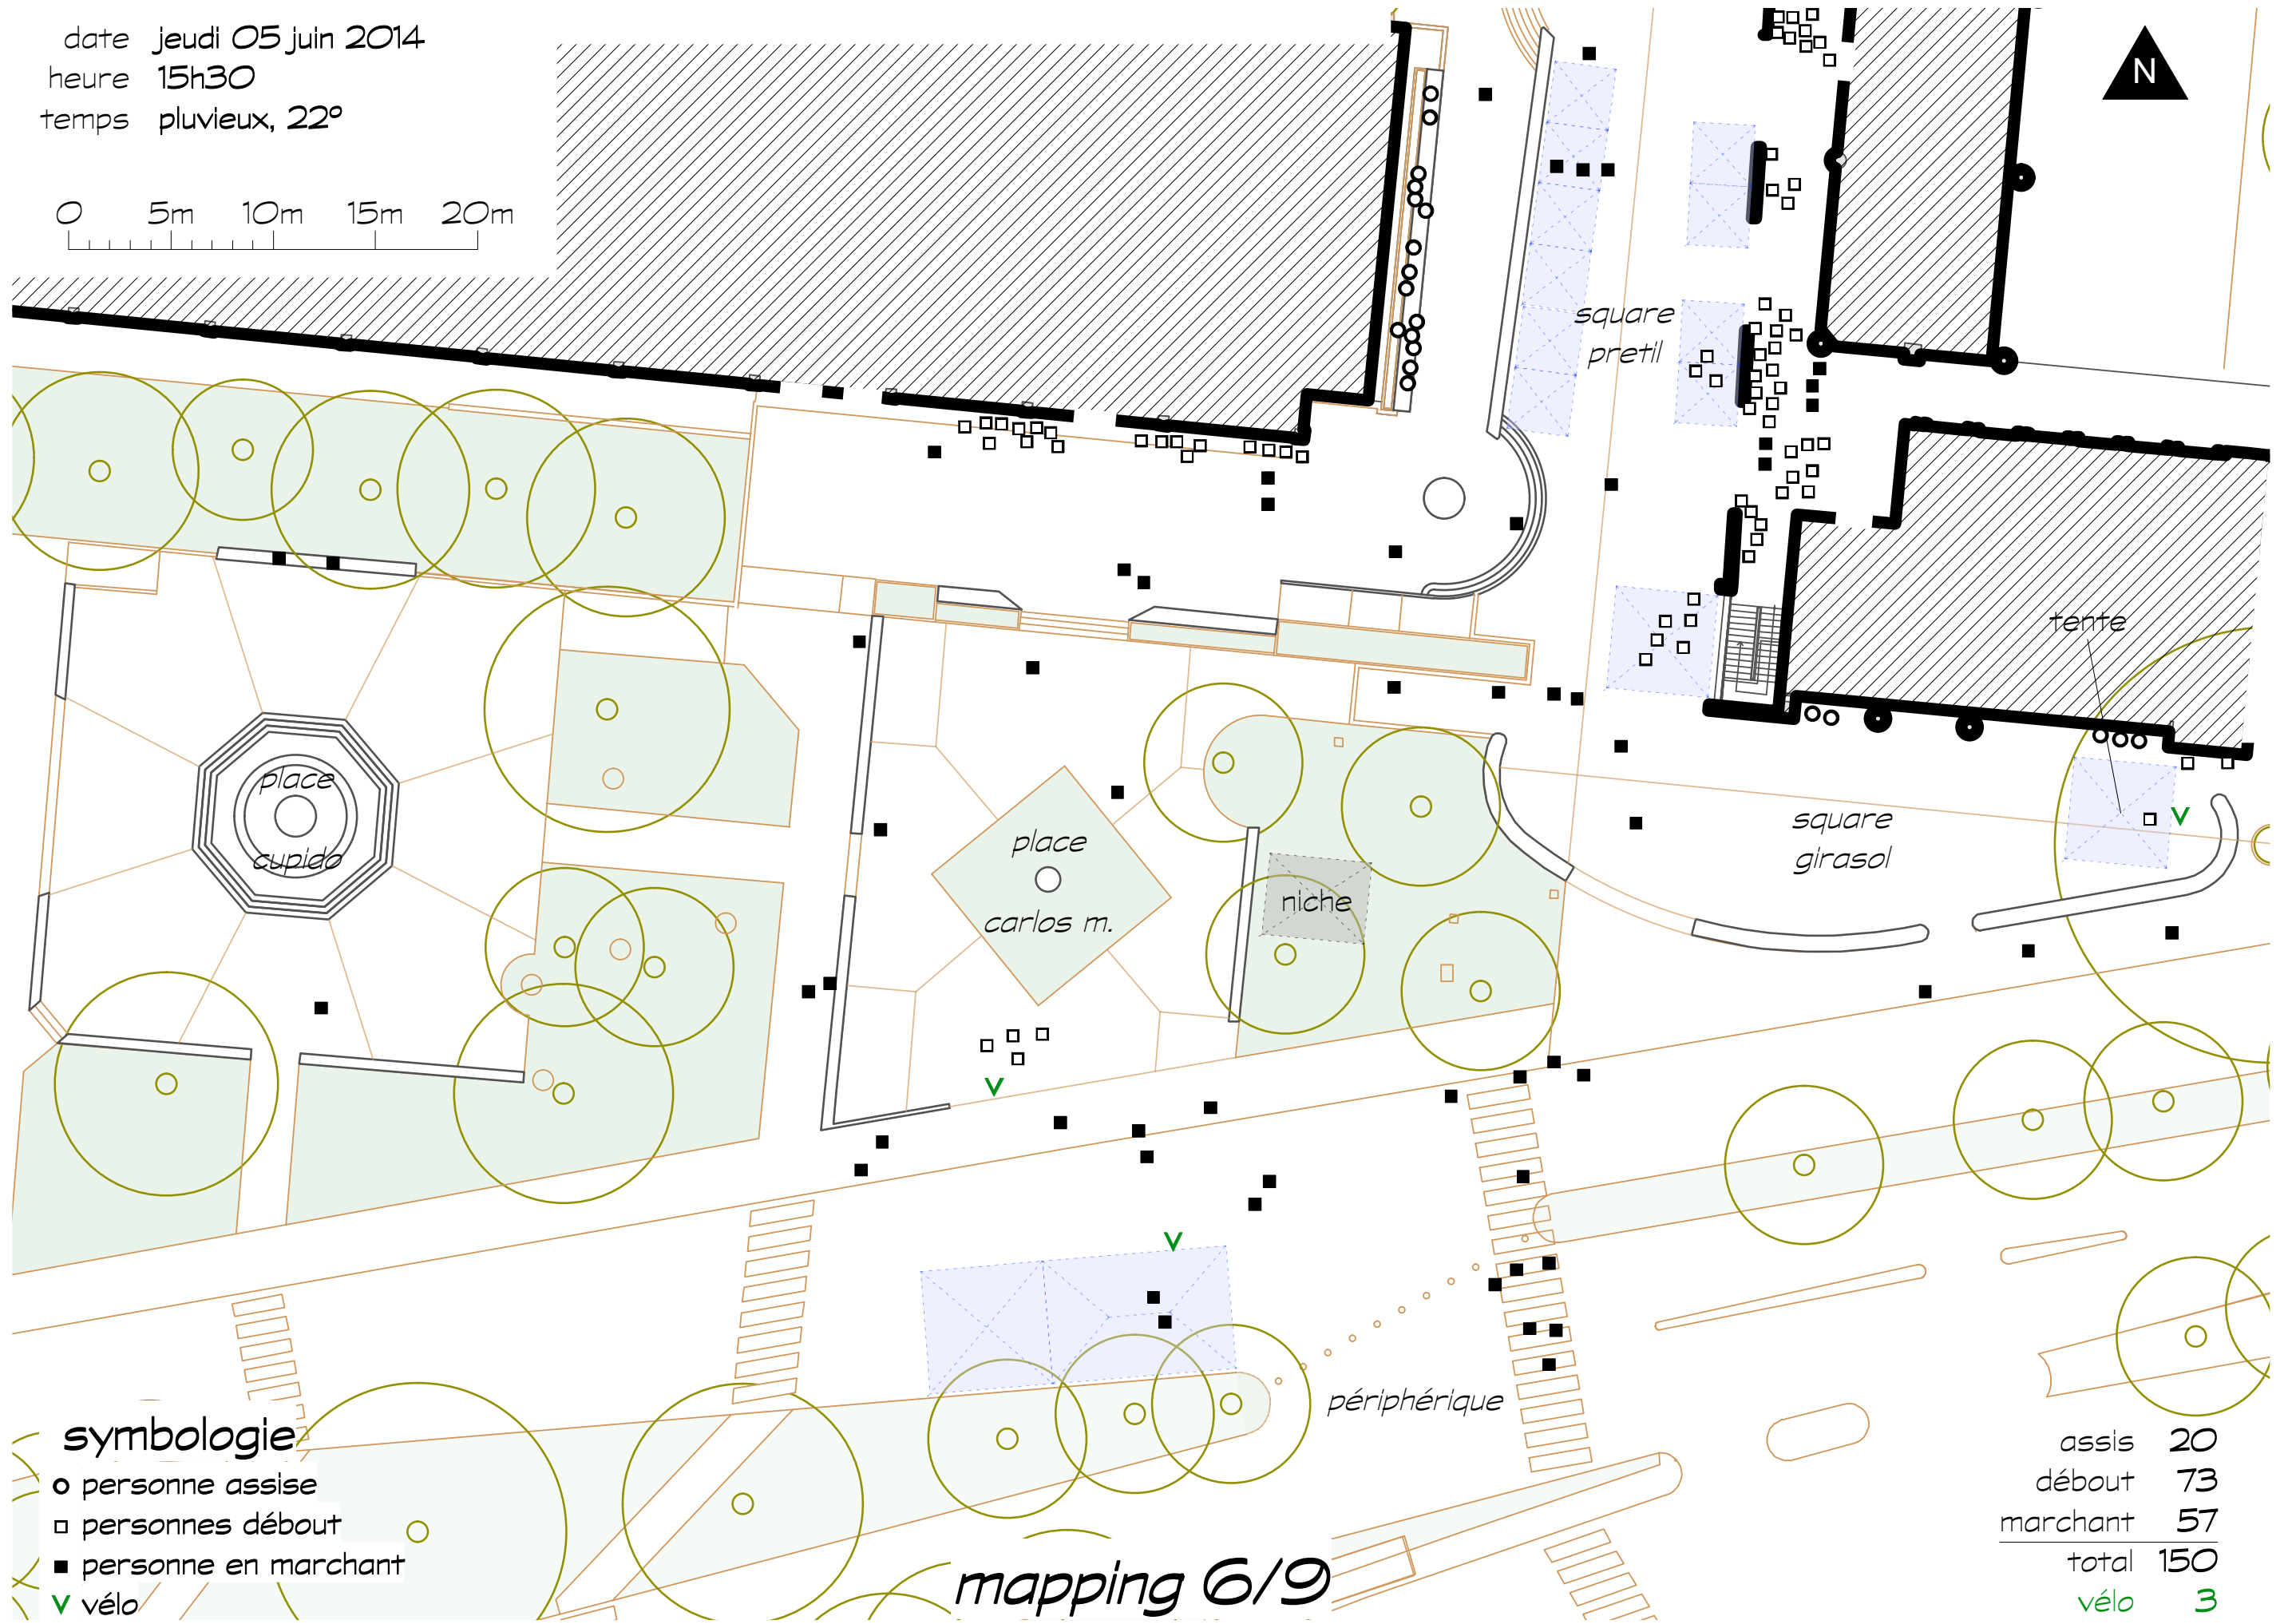 date jeudi 05 juin 2014
heure 15h30
temps pluvieux, 22º
0 5m 10m 15m 20m
N
square
pretil
tente
place
cupido
place
carlos m.
niche
square
girasol
périphérique
symbologie
personne assise
personnes débout
personne en marchant
vélo
mapping 6/9
assis 20
débout 73
marchant 57
total 150
vélo 3